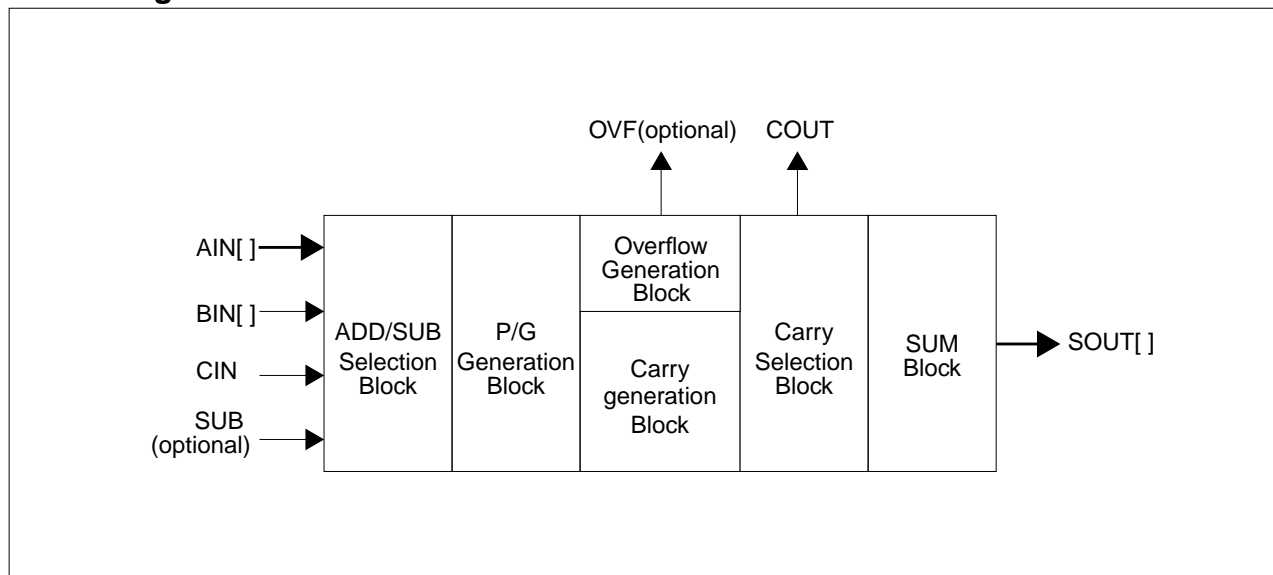 OVF(optional) COUT
AIN[ ]
BIN[ ]
CIN
SUB
(optional)
ADD/SUB
Selection
Block
P/G
Generation
Block
Overflow
Generation
Block
Carry
generation
Block
Carry
Selection
Block
SUM
Block
SOUT[ ]